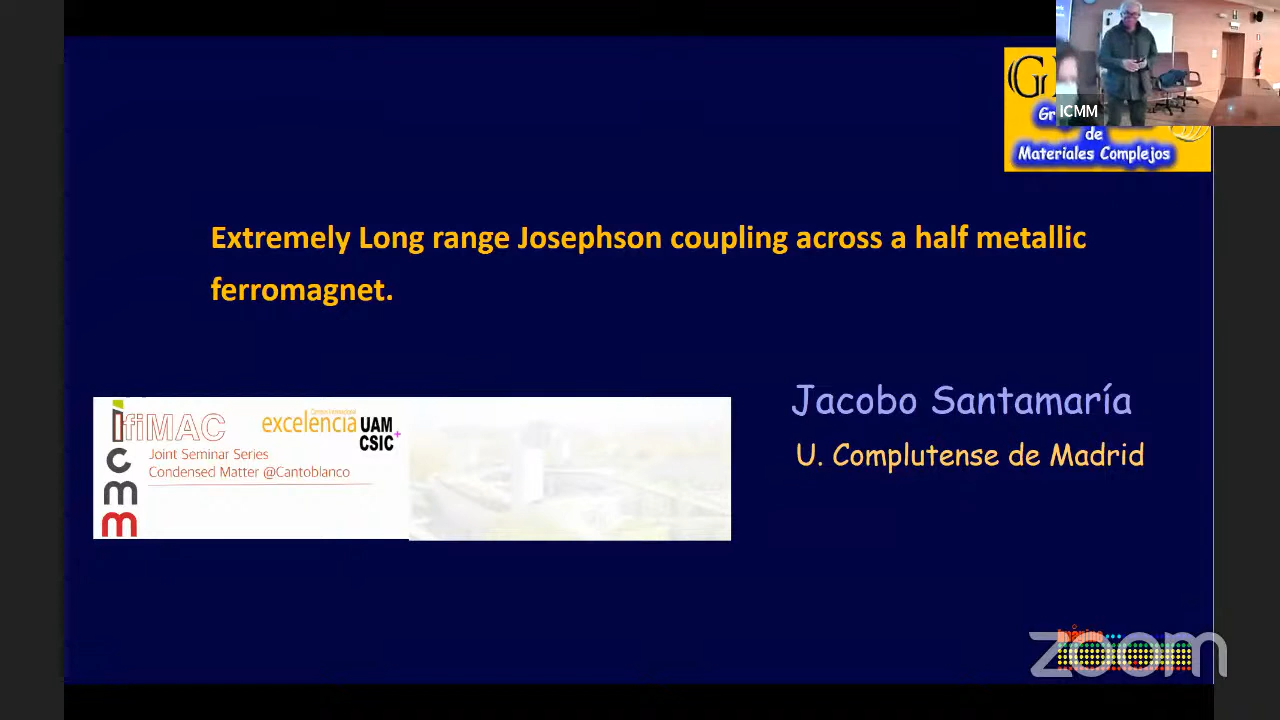 ICMM
de
Materiales Complejos
Extremely Long range Josephson coupling across a half metallic
ferromagnet.
Jacobo Santamaría
U. Complutense de Madrid
ifiMAC
icmm
excelencia UAM
CSIC+
Joint Seminar Series
Condensed Matter @Cantoblanco
zoom